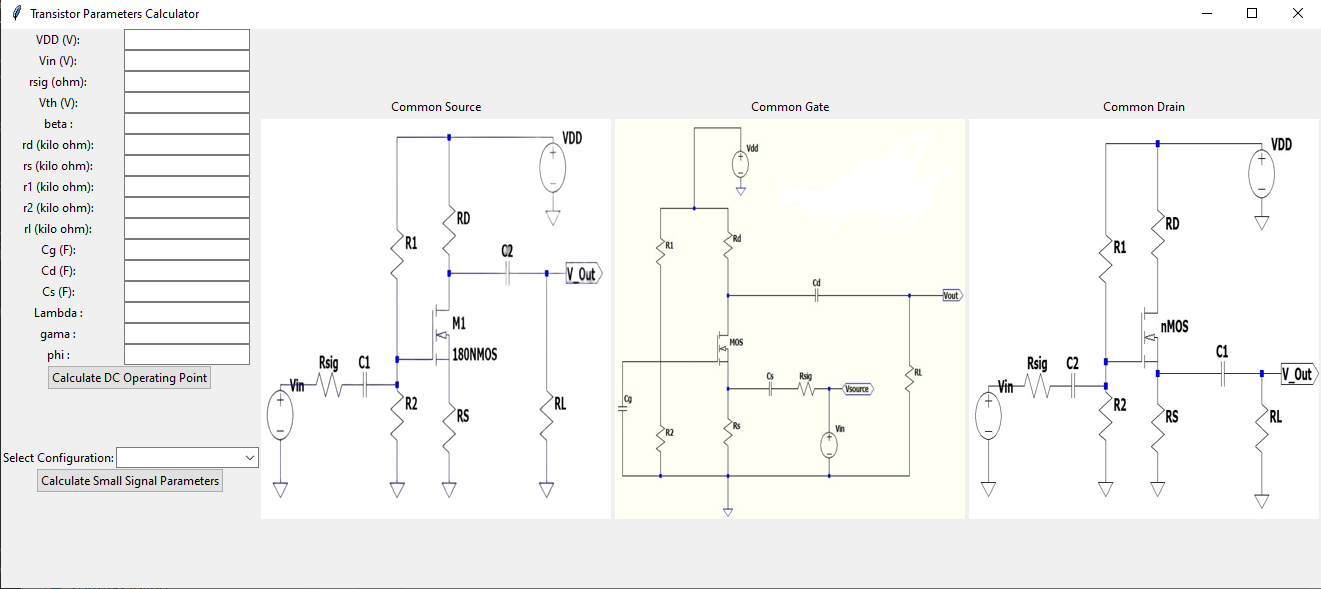 Transistor Parameters Calculator
VDD (V):
Vin (V):
rsig (ohm):
Vth (V):
beta :
rd (kilo ohm):
rs (kilo ohm):
r1 (kilo ohm):
r2 (kilo ohm):
rl (kilo ohm):
Cg (F):
Cd (F):
Cs (F):
Lambda :
gama :
phi :
Calculate DC Operating Point
Select Configuration:
Calculate Small Signal Parameters
Common Source
VDD
RD
R1
C2
V_Out
M1
180NMOS
Rsig
C1
Vin
R2
RS
RL
Common Gate
Vdd
R1
Rd
Cd
Vout
MOS
RL
Cs
Rsig
Vsource
Cg
R2
Rs
Vin
Common Drain
VDD
RD
R1
nMOS
Rsig
C2
C1
V_Out
Vin
R2
RS
RL